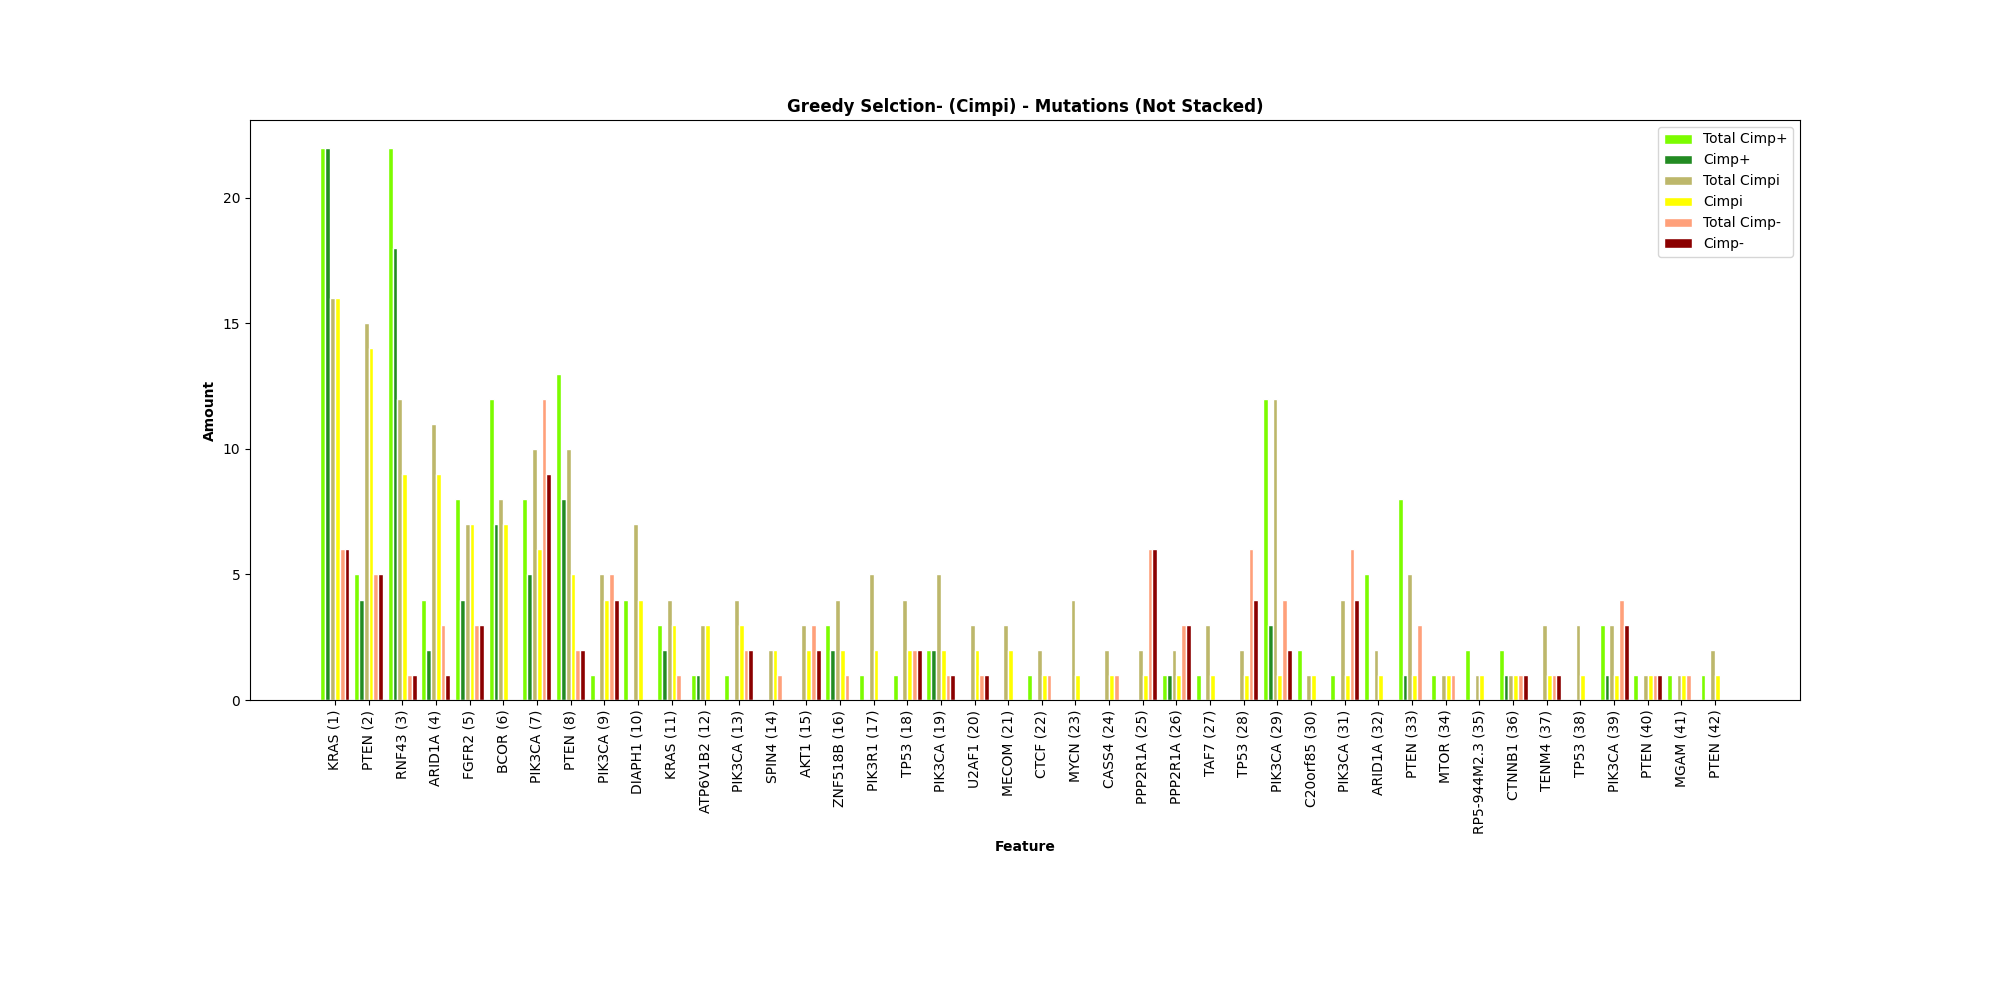 Greedy Selction- (Cimpi) - Mutations (Not Stacked)
Total Cimp+
Cimp+
Total Cimpi
Cimpi
Total Cimp-
Cimp-
Amount
20
15
10
5
0
KRAS (1)
PTEN (2)
RNF43 (3)
ARID1A (4)
FGFR2 (5)
BCOR (6)
PIK3CA (7)
PTEN (8)
PIK3CA (9)
DIAPH1 (10)
KRAS (11)
ATP6V1B2 (12)
PIK3CA (13)
SPIN4 (14)
AKT1 (15)
ZNF518B (16)
PIK3R1 (17)
TP53 (18)
PIK3CA (19)
U2AF1 (20)
MECOM (21)
CTCF (22)
MYCN (23)
CASS4 (24)
PPP2R1A (25)
PPP2R1A (26)
TAF7 (27)
TP53 (28)
PIK3CA (29)
C20orf85 (30)
PIK3CA (31)
ARID1A (32)
PTEN (33)
MTOR (34)
RP5-944M2.3 (35)
CTNNB1 (36)
TENM4 (37)
TP53 (38)
PIK3CA (39)
PTEN (40)
MGAM (41)
PTEN (42)
Feature